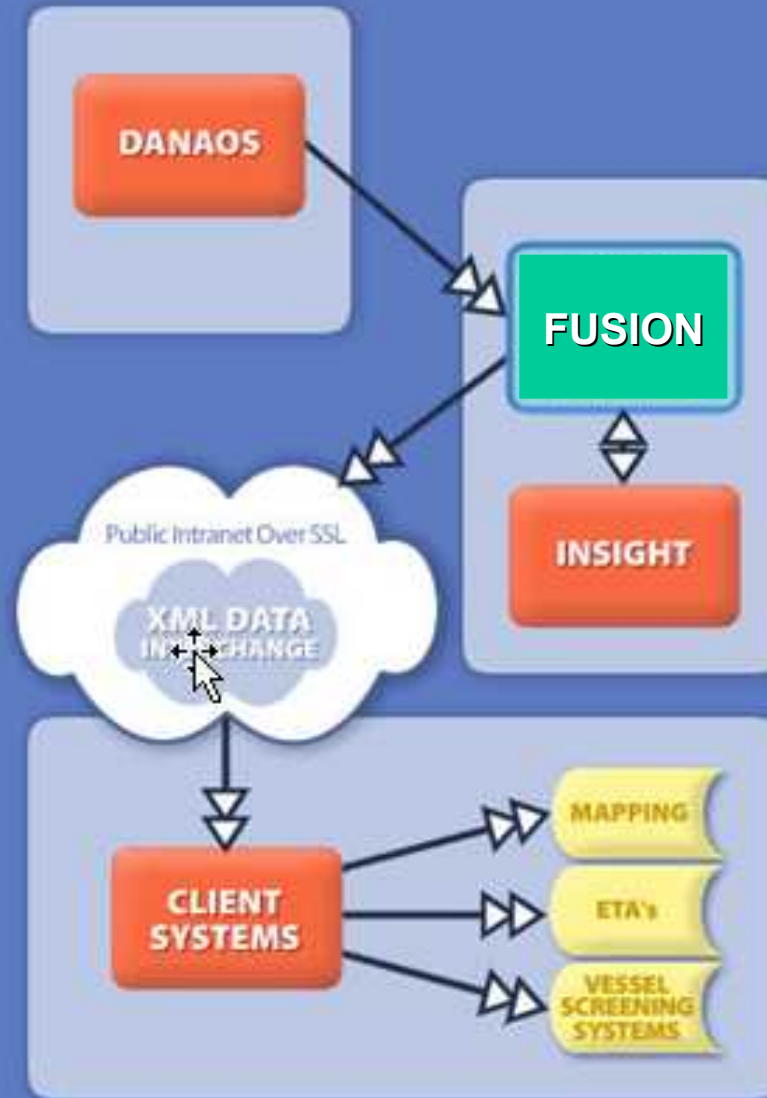 DANAOS
FUSION
INSIGHT
Public Intranet Over SSL
XML DATA
CLIENT
SYSTEMS
MAPPING
ETA's
VESSEL
SCREENING
SYSTEMS